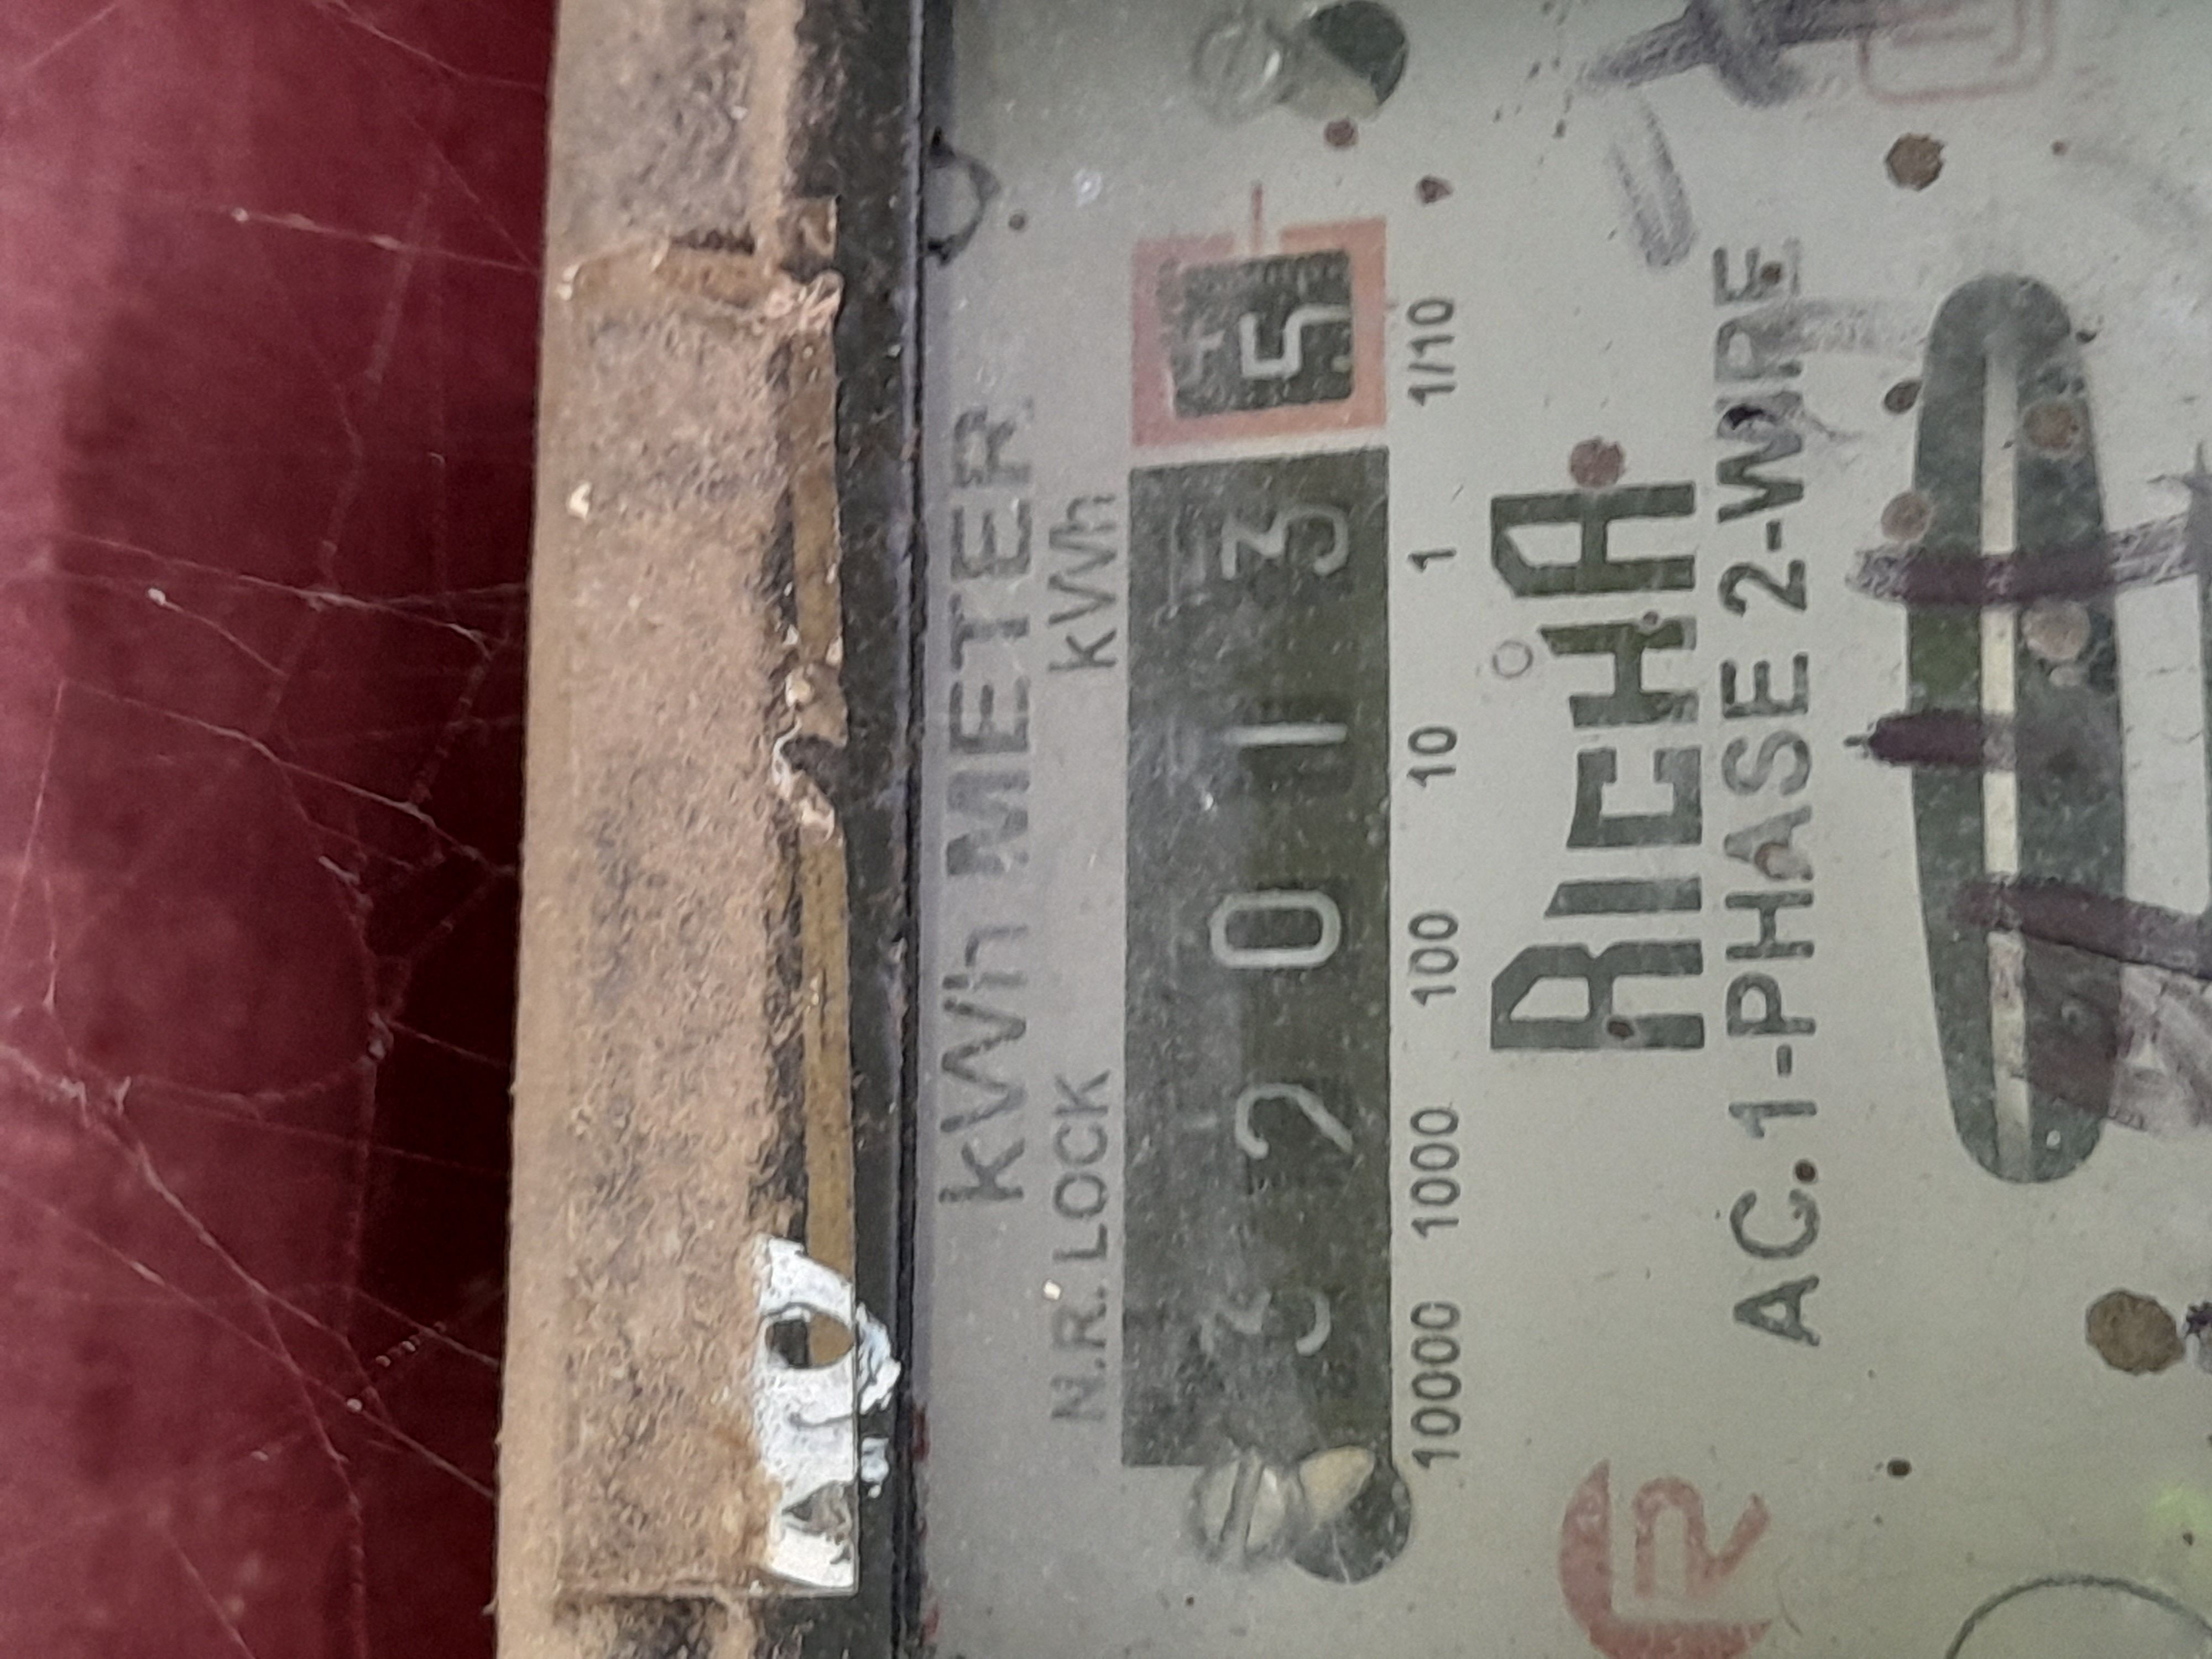 kWh METER
N.R. LOCK kWh
3 9 0 1 3 5
10000 1000 100 10 1 1/10
RICHA
AC. 1-PHASE 2-WIRE